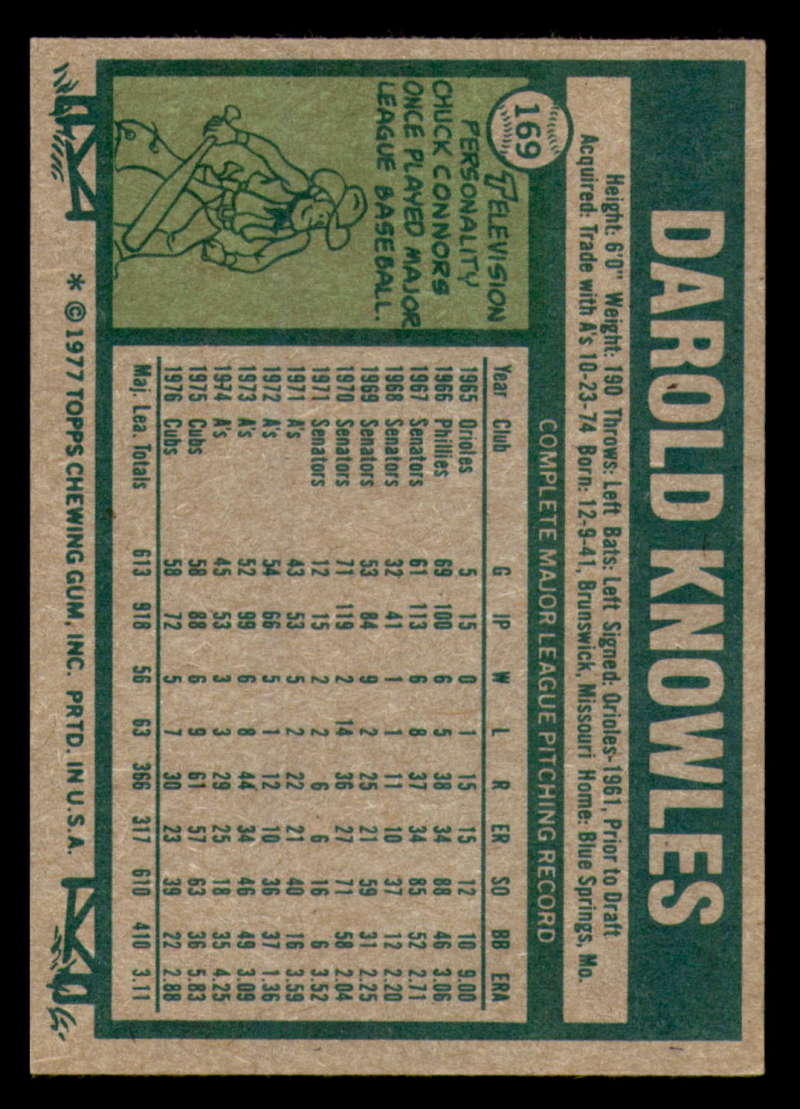 169
DAROLD KNOWLES
Height: 6'0" Weight: 190 Throws: Left Bats: Left Signed: Orioles-1961, Prior to Draft
Acquired: Trade with A's 10-23-74 Born: 12-9-41, Brunswick, Missouri Home: Blue Springs, Mo.
TELEVISION
PERSONALITY
CHUCK CONNORS
ONCE PLAYED MAJOR
LEAGUE BASEBALL.
COMPLETE MAJOR LEAGUE PITCHING RECORD
Year Club G IP W L R ER SO BB ERA
1965 Orioles 5 15 0 1 15 15 12 10 9.00
1966 Phillies 69 100 6 5 38 34 88 46 3.06
1967 Senators 61 113 6 8 37 34 85 52 2.71
1968 Senators 32 41 1 1 11 10 37 12 2.20
1969 Senators 53 84 9 2 25 21 59 31 2.25
1970 Senators 71 119 2 14 36 27 71 58 2.04
1971 Senators 12 15 2 2 6 6 16 6 3.52
1971 A's 43 53 5 2 22 21 40 16 3.59
1972 A's 54 66 5 1 12 10 36 37 1.36
1973 A's 52 99 6 8 44 34 46 49 3.09
1974 A's 45 53 3 3 29 25 18 35 4.25
1975 Cubs 58 88 6 9 61 57 63 36 5.83
1976 Cubs 58 72 5 7 30 23 39 22 2.88
Maj. Lea. Totals 613 918 56 63 366 317 610 410 3.11
* © 1977 TOPPS CHEWING GUM, INC. PRTD. IN U.S.A.